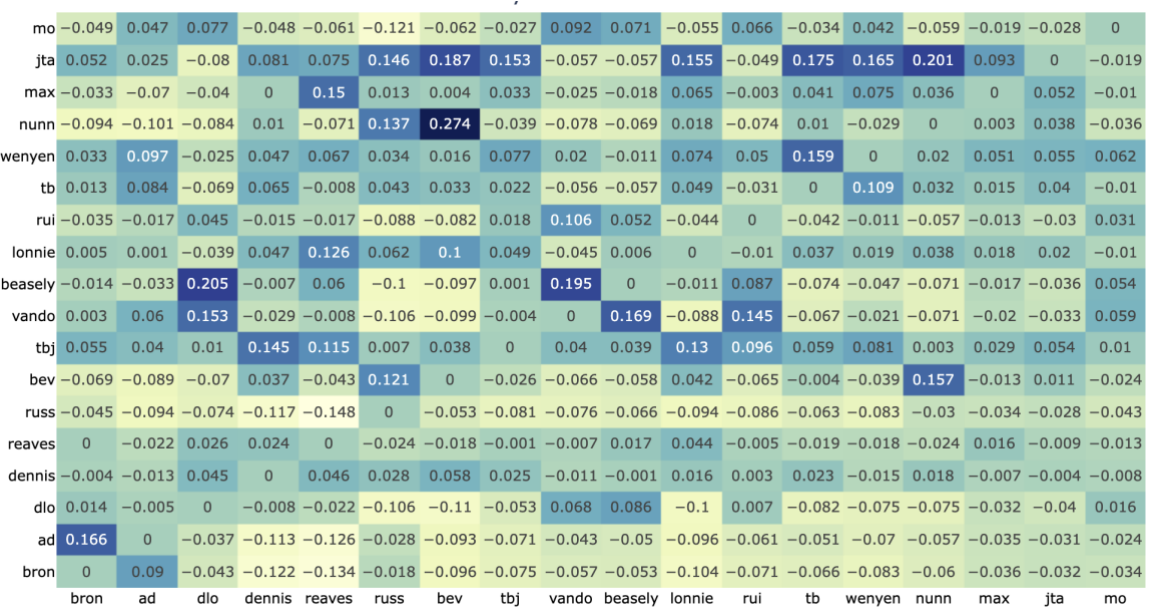 mo −0.049 0.047 0.077 −0.048 −0.061 −0.121 −0.062 −0.027 0.092 0.071 −0.055 0.066 −0.034 0.042 −0.059 −0.019 −0.028 0
jta 0.052 0.025 −0.08 0.081 0.075 0.146 0.187 0.153 −0.057 −0.057 0.155 −0.049 0.175 0.165 0.201 0.093 0 −0.019
max −0.033 −0.07 −0.04 0 0.15 0.013 0.004 0.033 −0.025 −0.018 0.065 −0.003 0.041 0.075 0.036 0 0.052 −0.01
nunn −0.094 −0.101 −0.084 0.01 −0.071 0.137 0.274 −0.039 −0.078 −0.069 0.018 −0.074 0.01 −0.029 0 0.003 0.038 −0.036
wenyen 0.033 0.097 −0.025 0.047 0.067 0.034 0.016 0.077 0.02 −0.011 0.074 0.05 0.159 0 0.02 0.051 0.055 0.062
tb 0.013 0.084 −0.069 0.065 −0.008 0.043 0.033 0.022 −0.056 −0.057 0.049 −0.031 0 0.109 0.032 0.015 0.04 −0.01
rui −0.035 −0.017 0.045 −0.015 −0.017 −0.088 −0.082 0.018 0.106 0.052 −0.044 0 −0.042 −0.011 −0.057 −0.013 −0.03 0.031
lonnie 0.005 0.001 −0.039 0.047 0.126 0.062 0.1 0.049 −0.045 0.006 0 −0.01 0.037 0.019 0.038 0.018 0.02 −0.01
beasely −0.014 −0.033 0.205 −0.007 0.06 −0.1 −0.097 0.001 0.195 0 −0.011 0.087 −0.074 −0.047 −0.071 −0.017 −0.036 0.054
vando 0.003 0.06 0.153 −0.029 −0.008 −0.106 −0.099 −0.004 0 0.169 −0.088 0.145 −0.067 −0.021 −0.071 −0.02 −0.033 0.059
tbj 0.055 0.04 0.01 0.145 0.115 0.007 0.038 0 0.04 0.039 0.13 0.096 0.059 0.081 0.003 0.029 0.054 0.01
bev −0.069 −0.089 −0.07 0.037 −0.043 0.121 0 −0.026 −0.066 −0.058 0.042 −0.065 −0.004 −0.039 0.157 −0.013 0.011 −0.024
russ −0.045 −0.094 −0.074 −0.117 −0.148 0 −0.053 −0.081 −0.076 −0.066 −0.094 −0.086 −0.063 −0.083 −0.03 −0.034 −0.028 −0.043
reaves 0 −0.022 0.026 0.024 0 −0.024 −0.018 −0.001 −0.007 0.017 0.044 −0.005 −0.019 −0.018 −0.024 0.016 −0.009 −0.013
dennis −0.004 −0.013 0.045 0 0.046 0.028 0.058 0.025 −0.011 −0.001 0.016 0.003 0.023 −0.015 0.018 −0.007 −0.004 −0.008
dlo 0.014 −0.005 0 −0.008 −0.022 −0.106 −0.11 −0.053 0.068 0.086 −0.1 0.007 −0.082 −0.075 −0.075 −0.032 −0.04 0.016
ad 0.166 0 −0.037 −0.113 −0.126 −0.028 −0.093 −0.071 −0.043 −0.05 −0.096 −0.061 −0.051 −0.07 −0.057 −0.035 −0.031 −0.024
bron 0 0.09 −0.043 −0.122 −0.134 −0.018 −0.096 −0.075 −0.057 −0.053 −0.104 −0.071 −0.066 −0.083 −0.06 −0.036 −0.032 −0.034
bron ad dlo dennis reaves russ bev tbj vando beasely lonnie rui tb wenyen nunn max jta mo